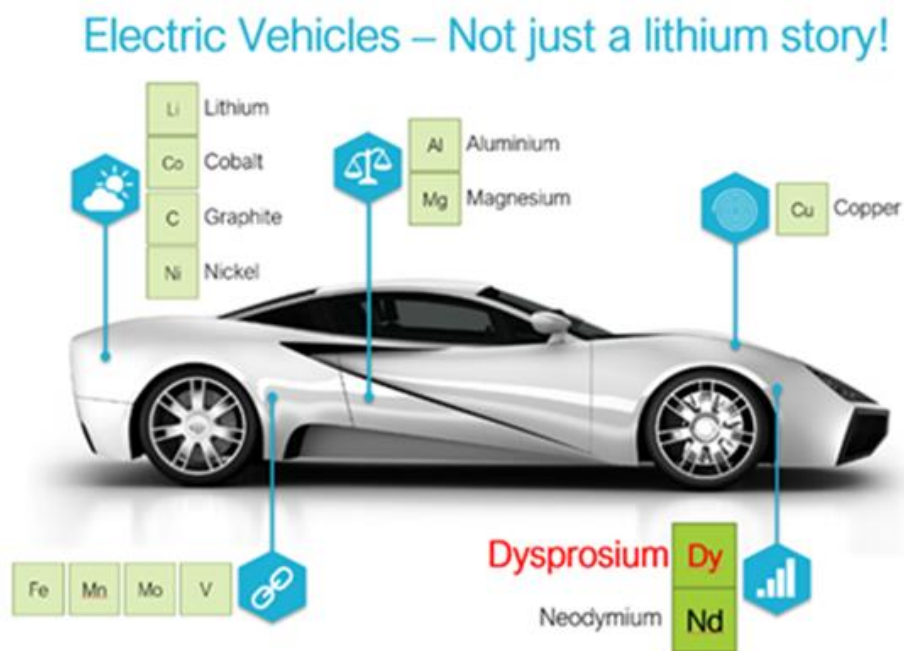 Electric Vehicles – Not just a lithium story!
Li Lithium
Co Cobalt
C Graphite
Ni Nickel
Al Aluminium
Mg Magnesium
Cu Copper
Fe Mn Mo V
Dysprosium Dy
Neodymium Nd